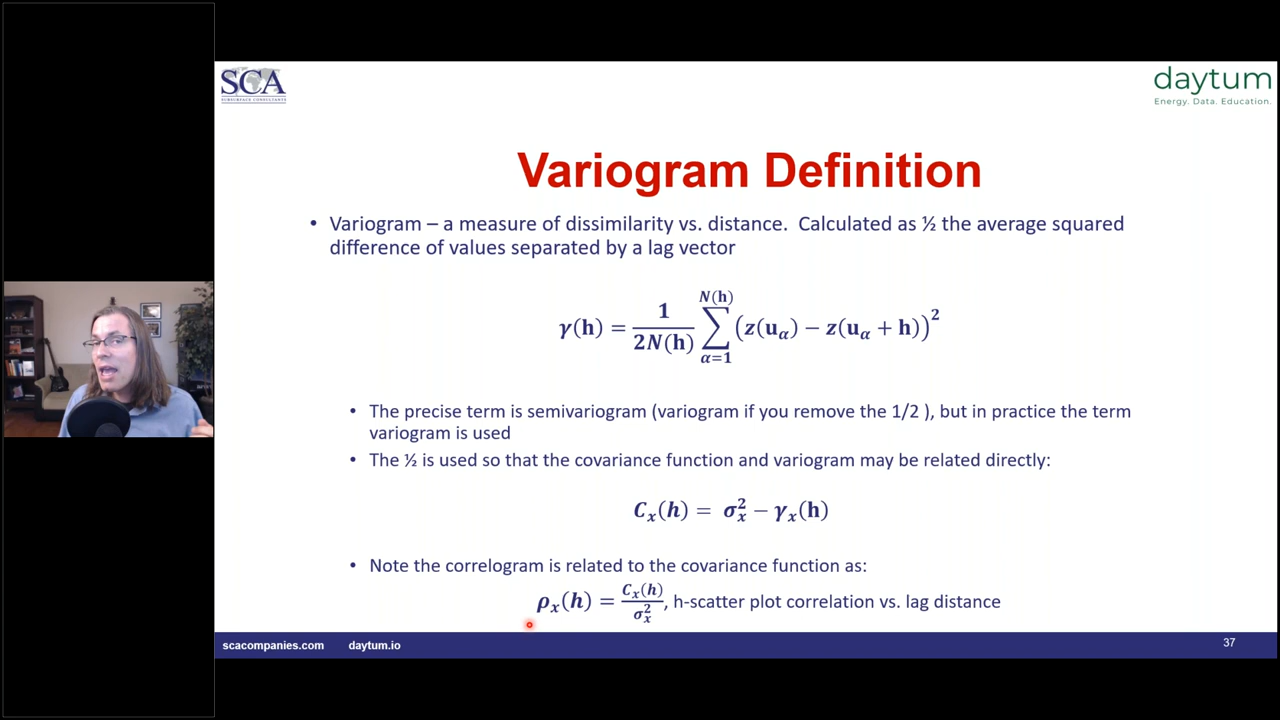 SCA
SUBSURFACE CONSULTANTS
daytum
Energy. Data. Education.
Variogram Definition
• Variogram – a measure of dissimilarity vs. distance. Calculated as ½ the average squared
difference of values separated by a lag vector
γ(h) = 1/2N(h) ∑_{α=1}^{N(h)} (z(u_α) − z(u_α + h))²
• The precise term is semivariogram (variogram if you remove the 1/2 ), but in practice the term
variogram is used
• The ½ is used so that the covariance function and variogram may be related directly:
C_x(h) = σ_x² − γ_x(h)
• Note the correlogram is related to the covariance function as:
ρ_x(h) = C_x(h)/σ_x², h-scatter plot correlation vs. lag distance
scacompanies.com daytum.io 37